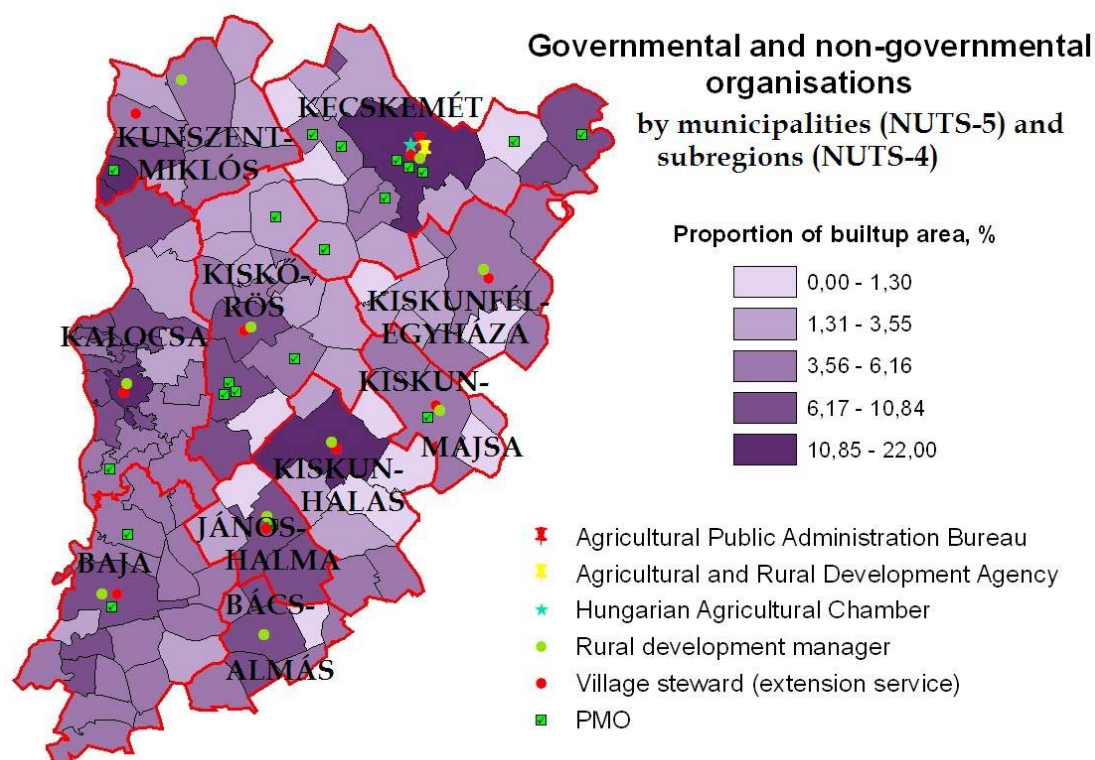 Governmental and non-governmental
organisations
by municipalities (NUTS-5) and
subregions (NUTS-4)
Proportion of builtup area, %
0,00 - 1,30
1,31 - 3,55
3,56 - 6,16
6,17 - 10,84
10,85 - 22,00
Agricultural Public Administration Bureau
Agricultural and Rural Development Agency
Hungarian Agricultural Chamber
Rural development manager
Village steward (extension service)
PMO
KECSKEMÉT
KUNSZENT-
MIKLÓS
KISKŐ-
RÖS
KISKUNFÉL-
EGYHÁZA
KALOCSA
KISKUN-
MAJSA
KISKUN-
HALAS
JÁNOS-
HALMA
BAJA
BÁCS-
ALMÁS